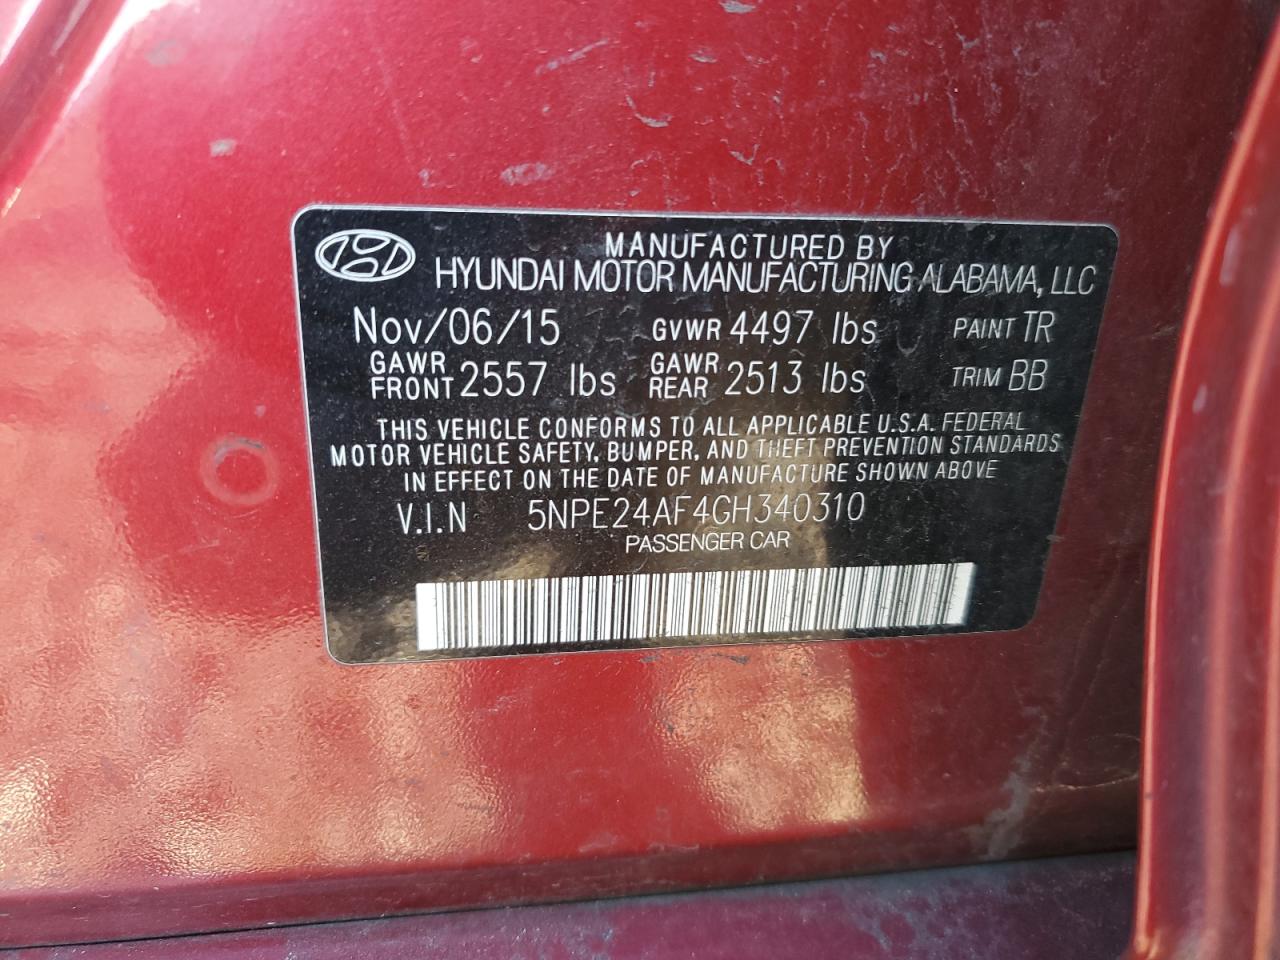 MANUFACTURED BY
HYUNDAI MOTOR MANUFACTURING ALABAMA, LLC
Nov/06/15 GVWR 4497 lbs PAINT TR
GAWR FRONT 2557 lbs GAWR REAR 2513 lbs TRIM BB
THIS VEHICLE CONFORMS TO ALL APPLICABLE U.S.A. FEDERAL
MOTOR VEHICLE SAFETY, BUMPER, AND THEFT PREVENTION STANDARDS
IN EFFECT ON THE DATE OF MANUFACTURE SHOWN ABOVE
V.I.N 5NPE24AF4GH340310
PASSENGER CAR